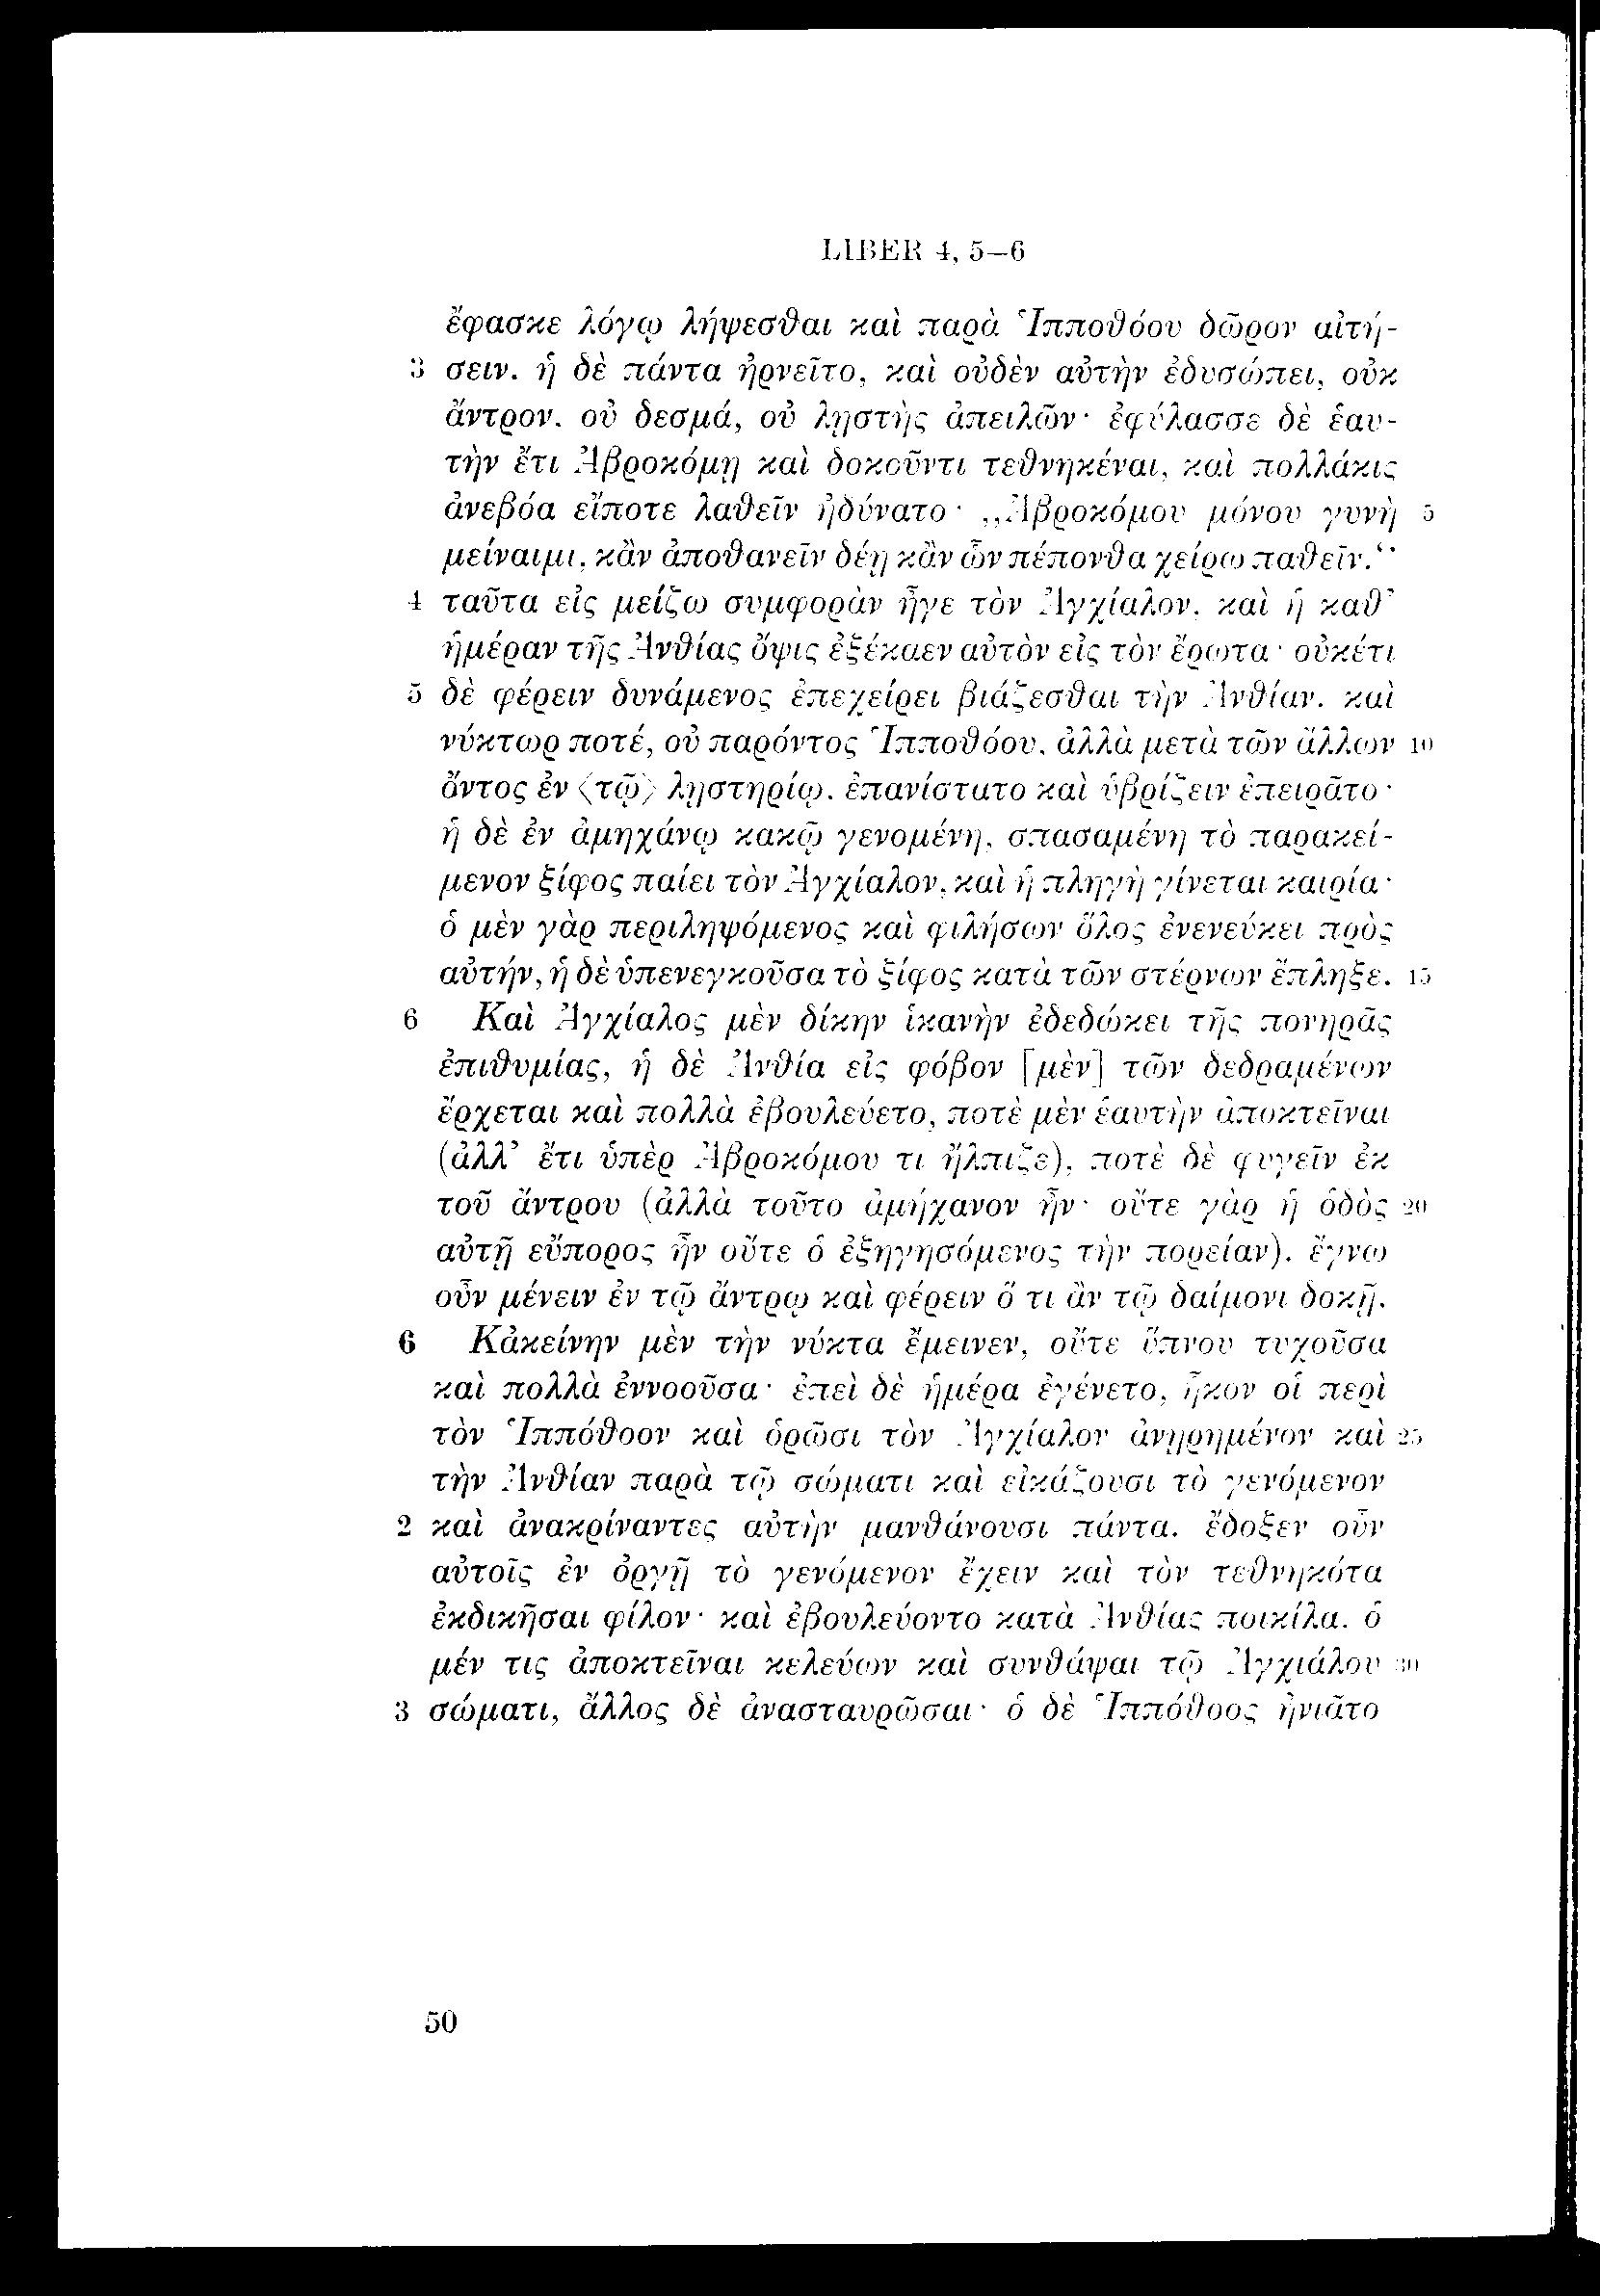 LIBER 4, 5–6
ἔφασκε λόγῳ λήψεσθαι καὶ παρὰ Ἱπποθόου δῶρον αἰτή-
3 σειν. ἡ δὲ πάντα ἠρνεῖτο, καὶ οὐδὲν αὐτὴν ἐδυσώπει, οὐκ
ἄντρον, οὐ δεσμά, οὐ λῃστὴς ἀπειλῶν· ἐφύλασσε δὲ ἑαυ-
τὴν ἔτι Ἁβροκόμῃ καὶ δοκοῦντι τεθνηκέναι, καὶ πολλάκις
ἀνεβόα εἴποτε λαθεῖν ἠδύνατο· „Ἁβροκόμου μόνου γυνὴ 5
μείναιμι, κἂν ἀποθανεῖν δέῃ κἂν ὧν πέπονθα χείρω παθεῖν.“
4 ταῦτα εἰς μείζω συμφορὰν ἦγε τὸν Ἀγχίαλον, καὶ ἡ καθ’
ἡμέραν τῆς Ἀνθίας ὄψις ἐξέκαεν αὐτὸν εἰς τὸν ἔρωτα· οὐκέτι
5 δὲ φέρειν δυνάμενος ἐπεχείρει βιάζεσθαι τὴν Ἀνθίαν. καὶ
νύκτωρ ποτέ, οὐ παρόντος Ἱπποθόου, ἀλλὰ μετὰ τῶν ἄλλων 10
ὄντος ἐν ⟨τῷ⟩ λῃστηρίῳ, ἐπανίστατο καὶ ὑβρίζειν ἐπειρᾶτο·
ἡ δὲ ἐν ἀμηχάνῳ κακῷ γενομένη, σπασαμένη τὸ παρακεί-
μενον ξίφος παίει τὸν Ἀγχίαλον, καὶ ἡ πληγὴ γίνεται καιρία·
ὁ μὲν γὰρ περιληψόμενος καὶ φιλήσων ὅλος ἐνενεύκει πρὸς
αὐτήν, ἡ δὲ ὑπενεγκοῦσα τὸ ξίφος κατὰ τῶν στέρνων ἔπληξε. 15
6 Καὶ Ἀγχίαλος μὲν δίκην ἱκανὴν ἐδεδώκει τῆς πονηρᾶς
ἐπιθυμίας, ἡ δὲ Ἀνθία εἰς φόβον [μὲν] τῶν δεδραμένων
ἔρχεται καὶ πολλὰ ἐβουλεύετο, ποτὲ μὲν ἑαυτὴν ἀποκτεῖναι
(ἀλλ’ ἔτι ὑπὲρ Ἁβροκόμου τι ἤλπιζε), ποτὲ δὲ φυγεῖν ἐκ
τοῦ ἄντρου (ἀλλὰ τοῦτο ἀμήχανον ἦν· οὔτε γὰρ ἡ ὁδὸς 20
αὐτῇ εὔπορος ἦν οὔτε ὁ ἐξηγησόμενος τὴν πορείαν). ἔγνω
οὖν μένειν ἐν τῷ ἄντρῳ καὶ φέρειν ὅ τι ἂν τῷ δαίμονι δοκῇ.
6 Κἀκείνην μὲν τὴν νύκτα ἔμεινεν, οὔτε ὕπνου τυχοῦσα
καὶ πολλὰ ἐννοοῦσα· ἐπεὶ δὲ ἡμέρα ἐγένετο, ἧκον οἱ περὶ
τὸν Ἱππόθοον καὶ ὁρῶσι τὸν Ἀγχίαλον ἀνῃρημένον καὶ 25
τὴν Ἀνθίαν παρὰ τῷ σώματι καὶ εἰκάζουσι τὸ γενόμενον
2 καὶ ἀνακρίναντες αὐτὴν μανθάνουσι πάντα. ἔδοξεν οὖν
αὐτοῖς ἐν ὀργῇ τὸ γενόμενον ἔχειν καὶ τὸν τεθνηκότα
ἐκδικῆσαι φίλον· καὶ ἐβουλεύοντο κατὰ Ἀνθίας ποικίλα. ὁ
μέν τις ἀποκτεῖναι κελεύων καὶ συνθάψαι τῷ Ἀγχιάλου 30
3 σώματι, ἄλλος δὲ ἀνασταυρῶσαι· ὁ δὲ Ἱππόθοος ἠνιᾶτο
50